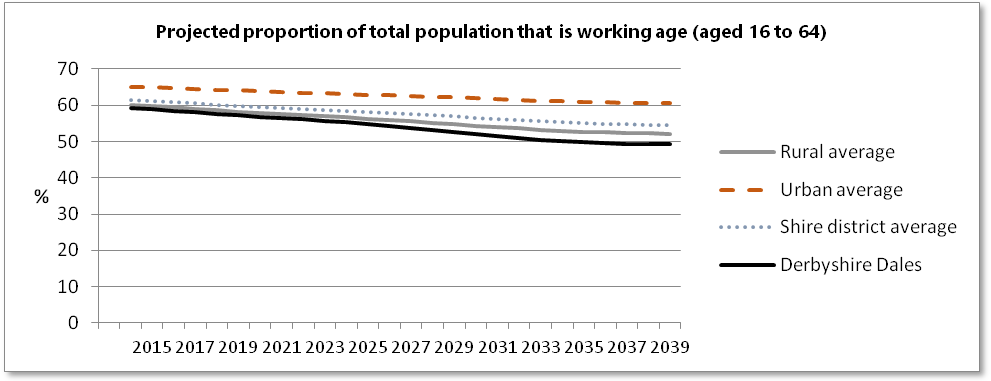 Projected proportion of total population that is working age (aged 16 to 64)
70
60
50
40
30
20
10
0
%
2015 2017 2019 2021 2023 2025 2027 2029 2031 2033 2035 2037 2039
Rural average
Urban average
Shire district average
Derbyshire Dales